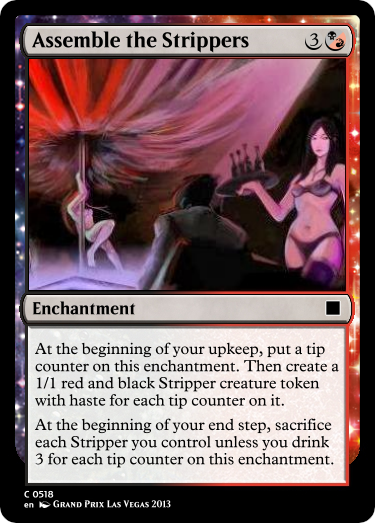 Assemble the Strippers 3
Enchantment
At the beginning of your upkeep, put a tip
counter on this enchantment. Then create a
1/1 red and black Stripper creature token
with haste for each tip counter on it.
At the beginning of your end step, sacrifice
each Stripper you control unless you drink
3 for each tip counter on this enchantment.
C 0518
en Grand Prix Las Vegas 2013